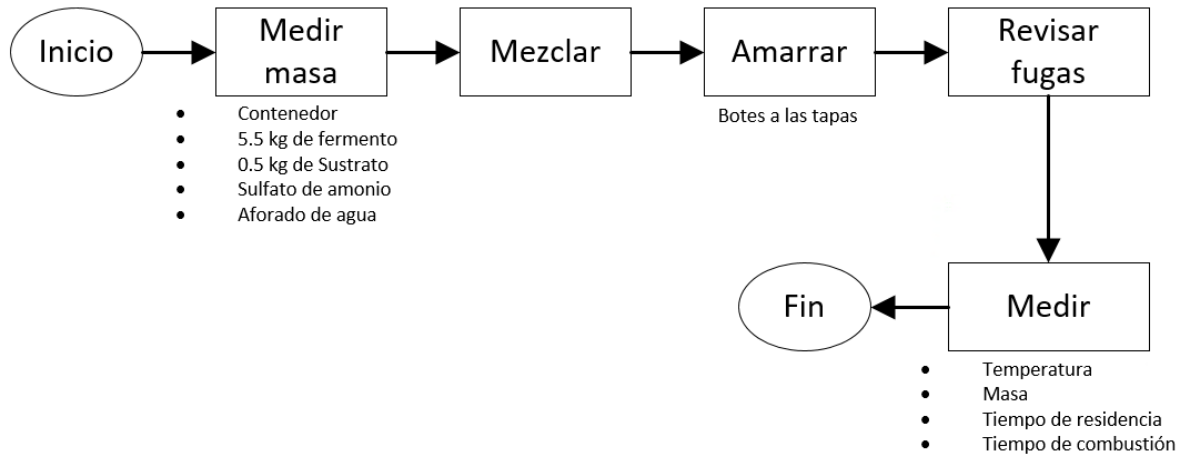 Inicio
Medir
masa
• Contenedor
• 5.5 kg de fermento
• 0.5 kg de Sustrato
• Sulfato de amonio
• Aforado de agua
Mezclar
Amarrar
Botes a las tapas
Revisar
fugas
Medir
• Temperatura
• Masa
• Tiempo de residencia
• Tiempo de combustión
Fin